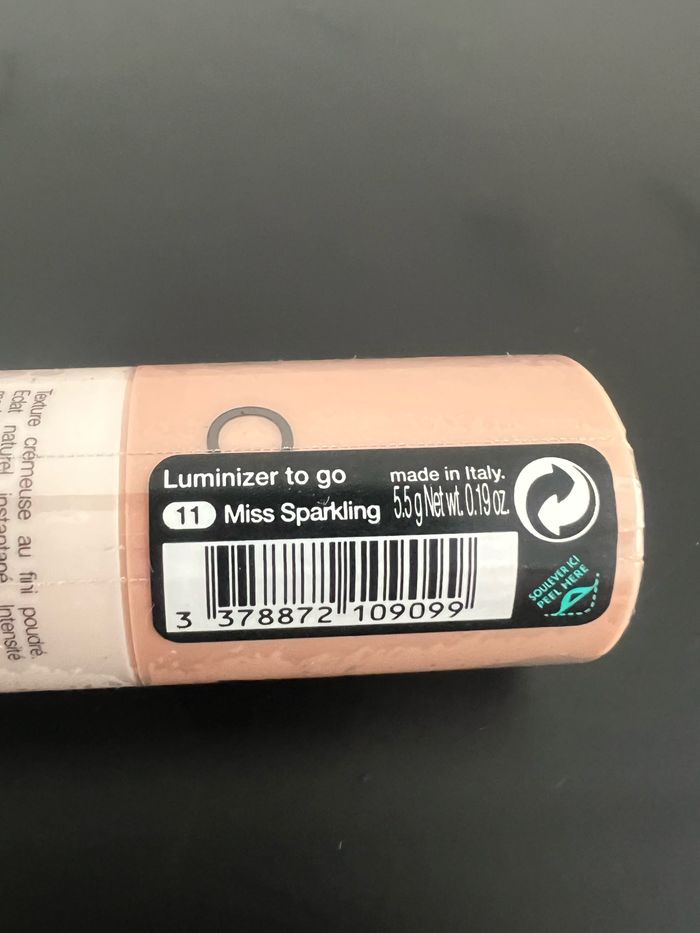 Luminizer to go
11 Miss Sparkling
made in Italy.
5.5 g Net wt. 0.19 oz.
3 378872 109099
SOULEVER ICI
PEEL HERE
Texture crémeuse au fini poudré.
Éclat naturel instantané. Intensité